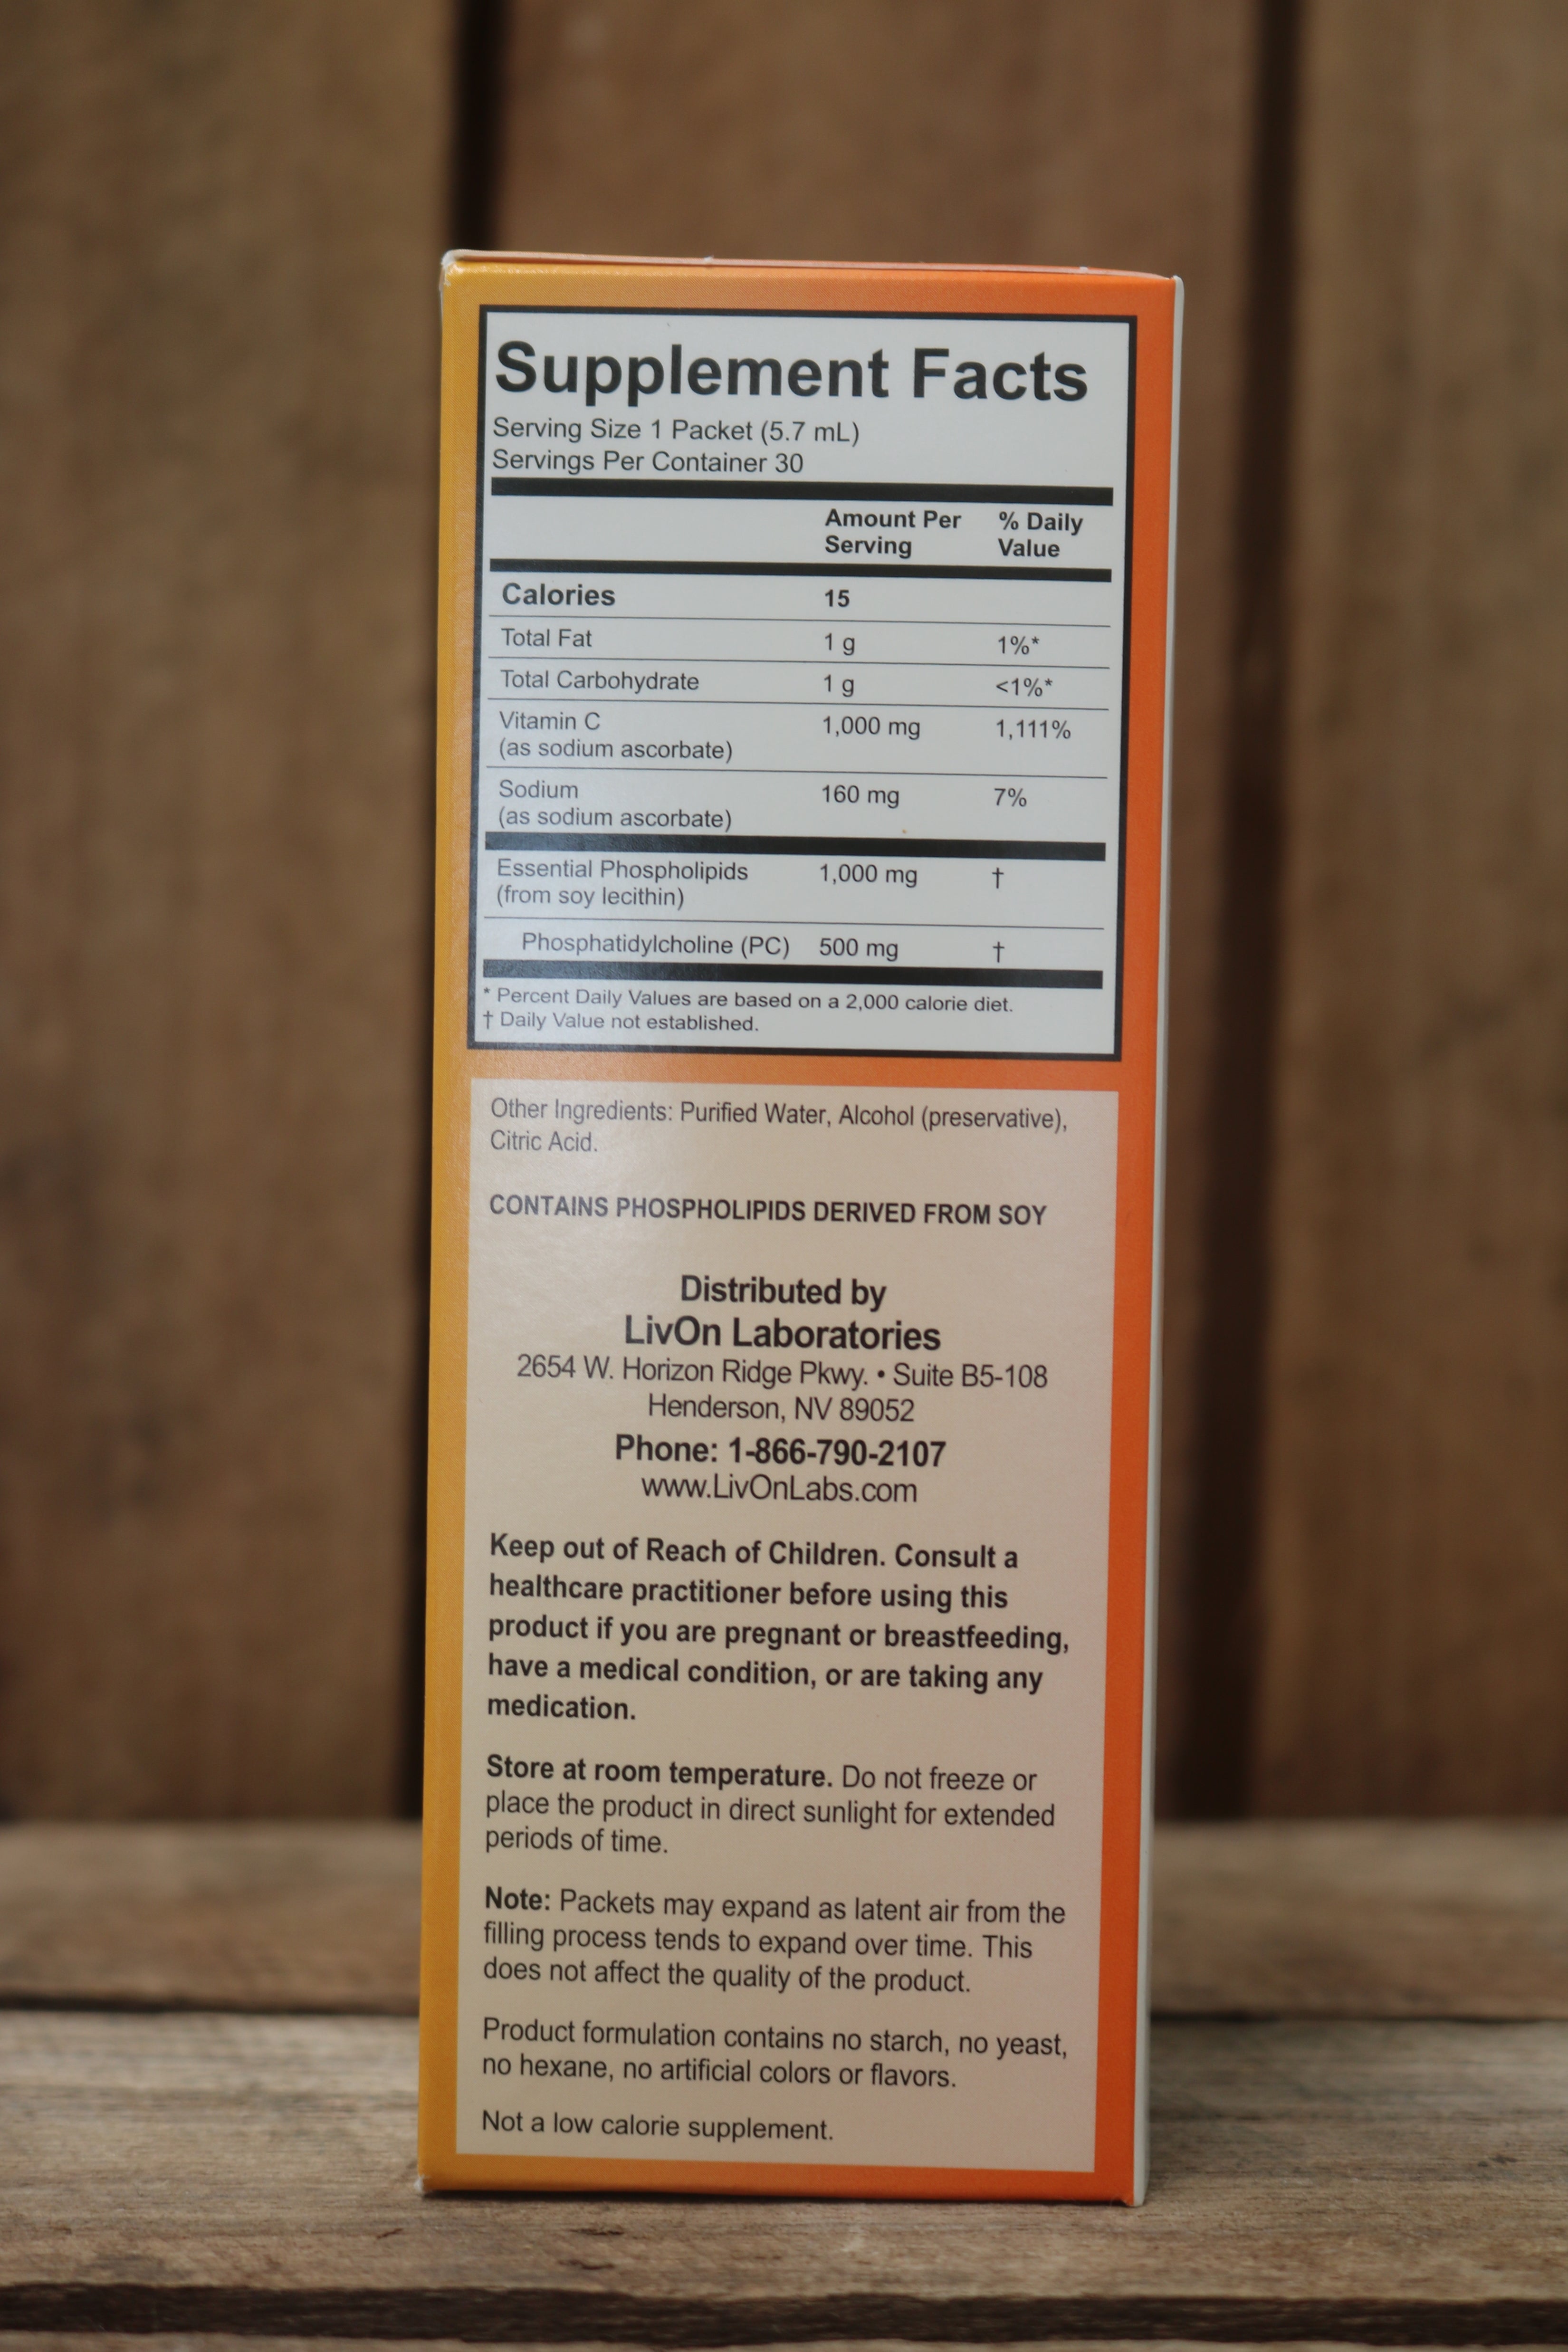 Supplement Facts
Serving Size 1 Packet (5.7 mL)
Servings Per Container 30
Amount Per % Daily
Serving Value
Calories 15
Total Fat 1 g 1%*
Total Carbohydrate 1 g <1%*
Vitamin C 1,000 mg 1,111%
(as sodium ascorbate)
Sodium 160 mg 7%
(as sodium ascorbate)
Essential Phospholipids 1,000 mg †
(from soy lecithin)
Phosphatidylcholine (PC) 500 mg †
* Percent Daily Values are based on a 2,000 calorie diet.
† Daily Value not established.
Other Ingredients: Purified Water, Alcohol (preservative),
Citric Acid.
CONTAINS PHOSPHOLIPIDS DERIVED FROM SOY
Distributed by
LivOn Laboratories
2654 W. Horizon Ridge Pkwy. • Suite B5-108
Henderson, NV 89052
Phone: 1-866-790-2107
www.LivOnLabs.com
Keep out of Reach of Children. Consult a
healthcare practitioner before using this
product if you are pregnant or breastfeeding,
have a medical condition, or are taking any
medication.
Store at room temperature. Do not freeze or
place the product in direct sunlight for extended
periods of time.
Note: Packets may expand as latent air from the
filling process tends to expand over time. This
does not affect the quality of the product.
Product formulation contains no starch, no yeast,
no hexane, no artificial colors or flavors.
Not a low calorie supplement.